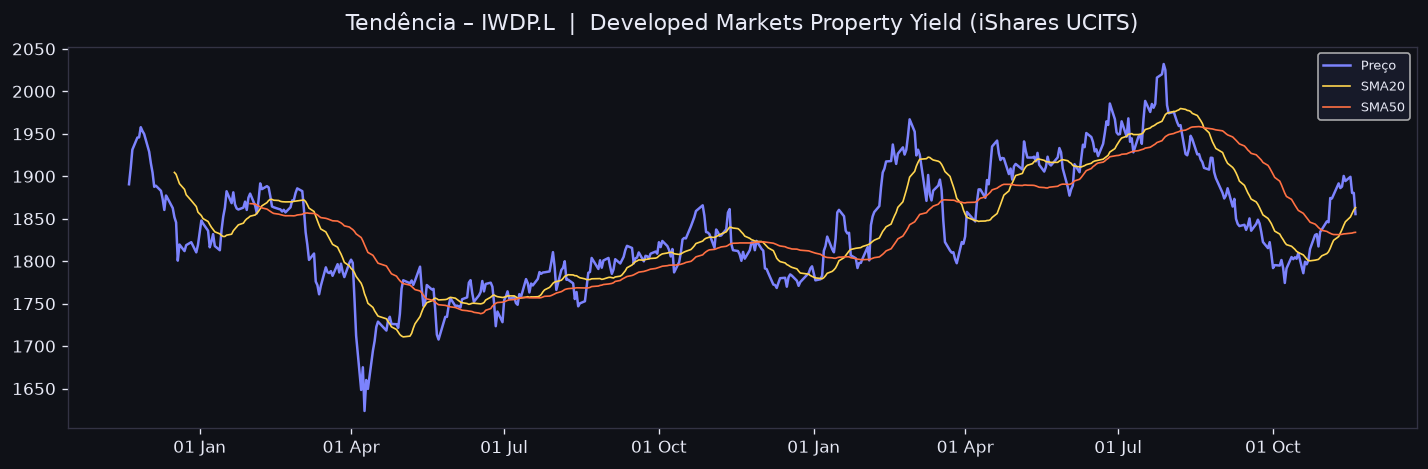 Tendência – IWDP.L | Developed Markets Property Yield (iShares UCITS)
2050
2000
1950
1900
1850
1800
1750
1700
1650
Preço
SMA20
SMA50
01 Jan
01 Apr
01 Jul
01 Oct
01 Jan
01 Apr
01 Jul
01 Oct